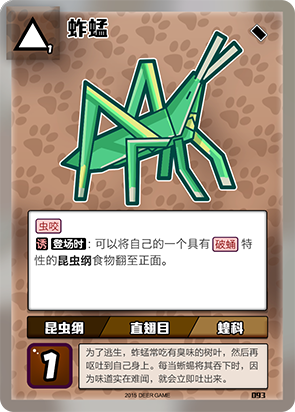 蚱蜢
1
虫咬
诱 登场时：可以将自己的一个具有 破蛹 特
性的昆虫纲食物翻至正面。
昆虫纲 直翅目 蝗科
1
为了逃生，蚱蜢常吃有臭味的树叶，然后再
呕吐到自己身上。每当蜥蜴将其吞下时，因
为味道实在难闻，就会立即吐出来。
2015 DEER GAME
093